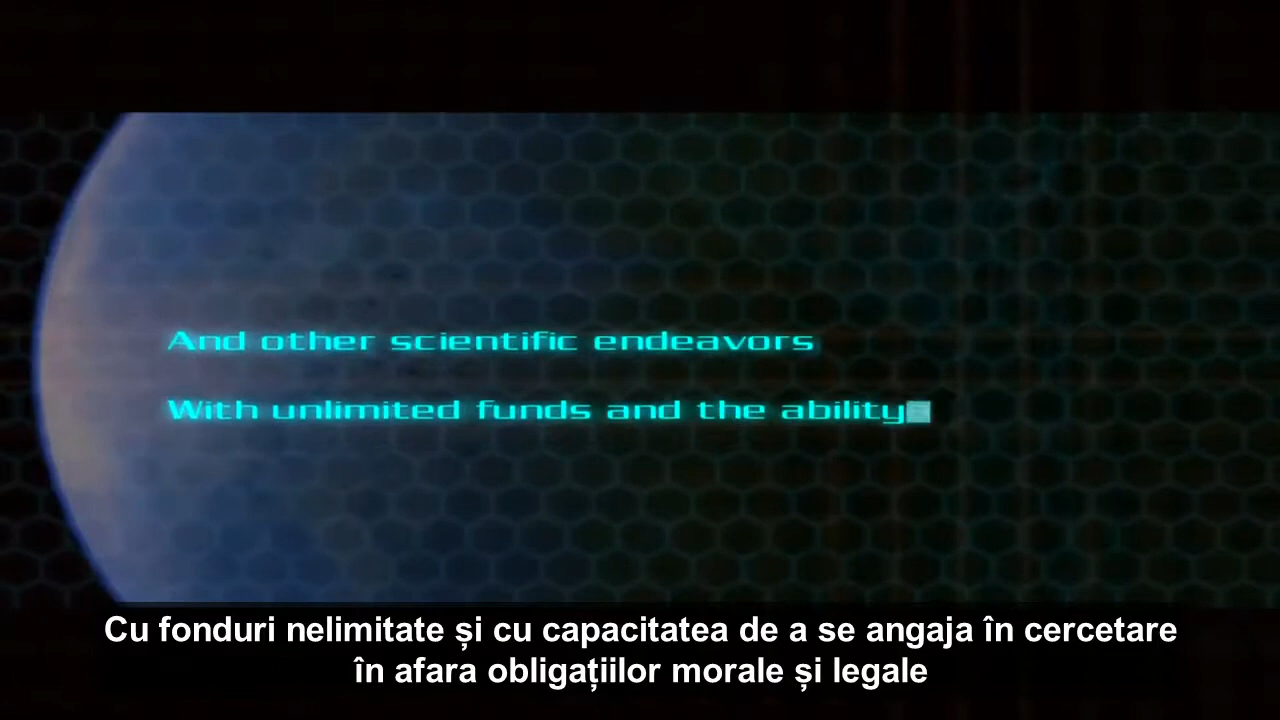 And other scientific endeavors
With unlimited funds and the ability
Cu fonduri nelimitate și cu capacitatea de a se angaja în cercetare
în afara obligațiilor morale și legale